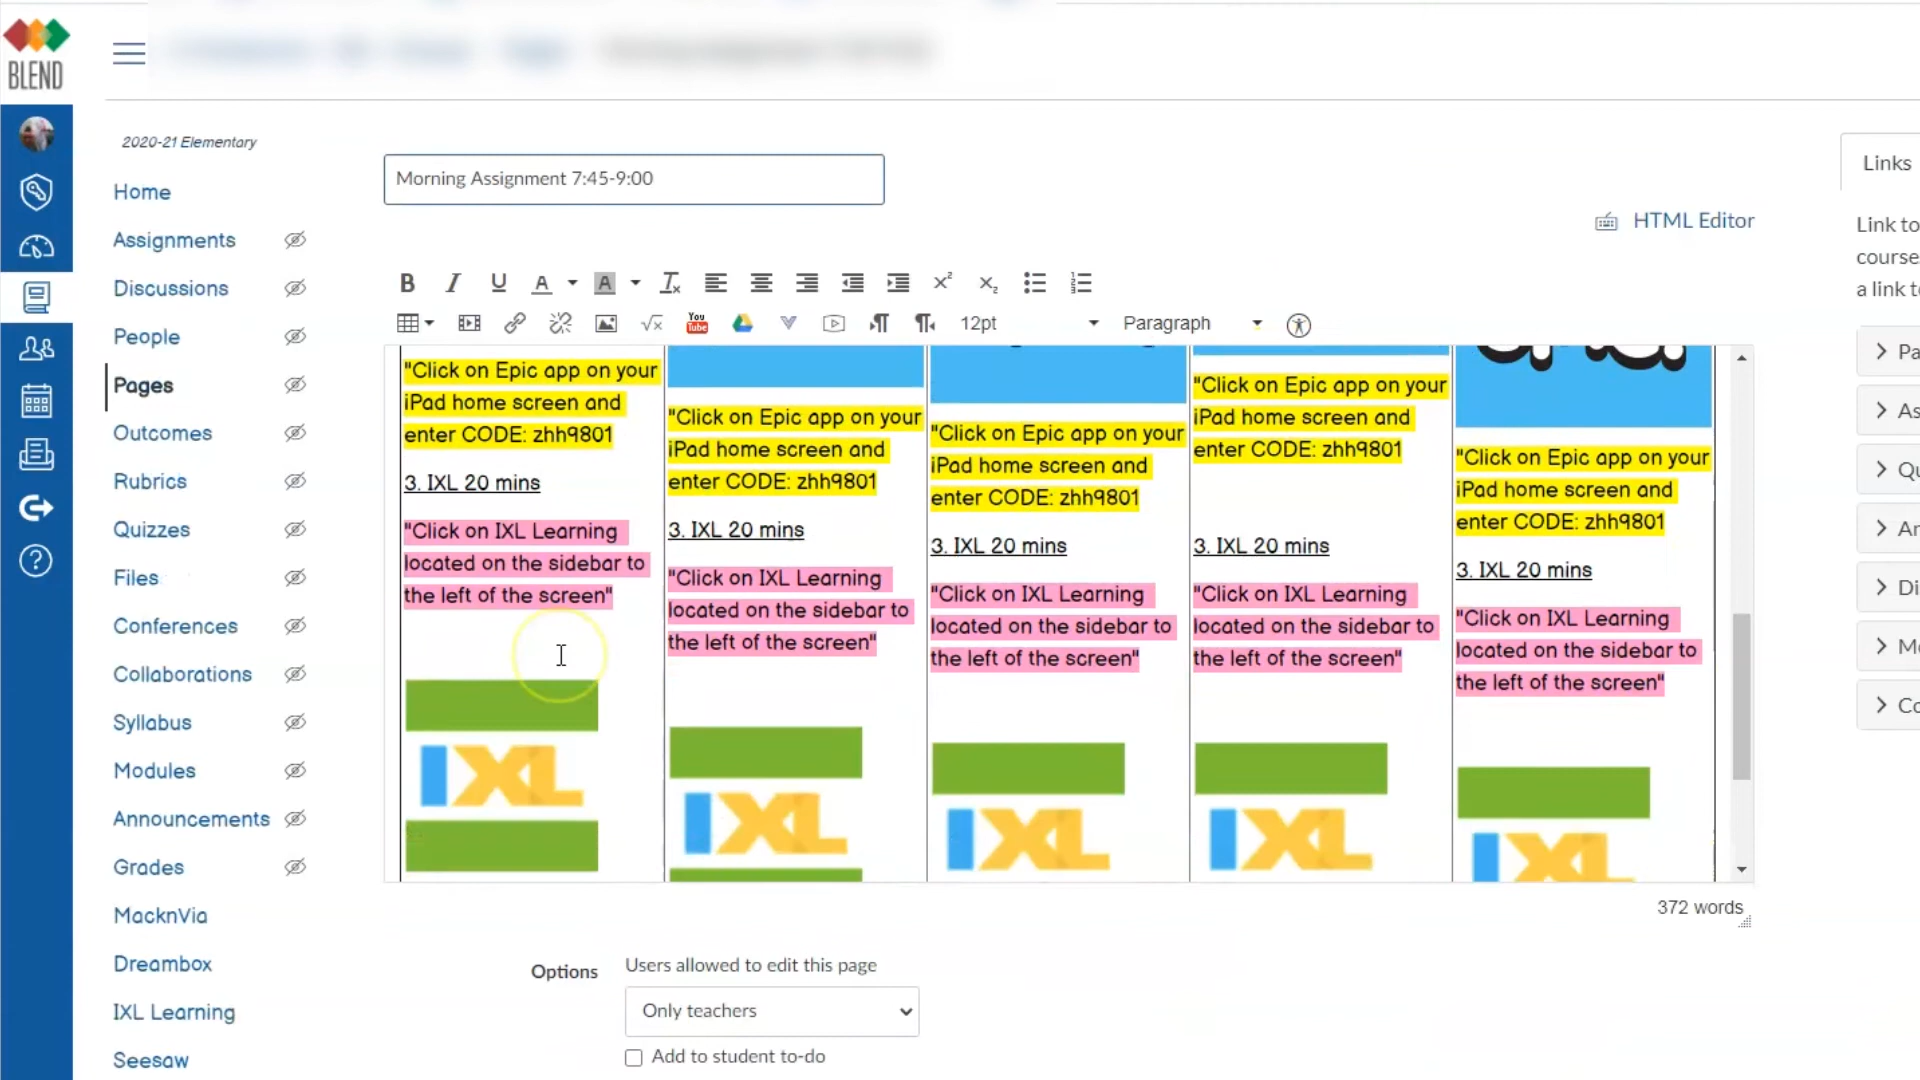 BLEND
2020-21 Elementary
Home
Assignments
Discussions
People
Pages
Outcomes
Rubrics
Quizzes
Files
Conferences
Collaborations
Syllabus
Modules
Announcements
Grades
MacknVia
Dreambox
IXL Learning
Seesaw
Morning Assignment 7:45-9:00
HTML Editor
12pt
Paragraph
You
Tube
"Click on Epic app on your
iPad home screen and
enter CODE: zhh9801
3. IXL 20 mins
"Click on IXL Learning
located on the sidebar to
the left of the screen"
IXL
"Click on Epic app on your
iPad home screen and
enter CODE: zhh9801
3. IXL 20 mins
"Click on IXL Learning
located on the sidebar to
the left of the screen"
IXL
"Click on Epic app on your
iPad home screen and
enter CODE: zhh9801
3. IXL 20 mins
"Click on IXL Learning
located on the sidebar to
the left of the screen"
IXL
"Click on Epic app on your
iPad home screen and
enter CODE: zhh9801
3. IXL 20 mins
"Click on IXL Learning
located on the sidebar to
the left of the screen"
IXL
"Click on Epic app on your
iPad home screen and
enter CODE: zhh9801
3. IXL 20 mins
"Click on IXL Learning
located on the sidebar to
the left of the screen"
IXL
372 words
Options
Users allowed to edit this page
Only teachers
Add to student to-do
Links
Link to
course
a link t
Pa
As
Qu
An
Di
Mo
Co